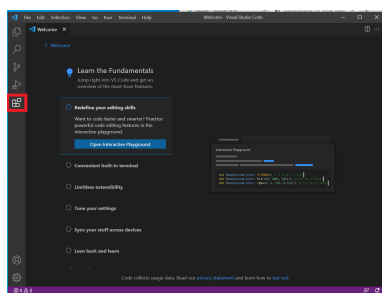 File Edit Selection View Go Run Terminal Help
Welcome - Visual Studio Code
Welcome
Welcome
Learn the Fundamentals
Jump right into VS Code and get an
overview of the must-have features.
Redefine your editing skills
Want to code faster and smarter? Practice
powerful code editing features in the
interactive playground.
Open Interactive Playground
Interactive Playground
Convenient built-in terminal
Limitless extensibility
Tune your settings
Sync your stuff across devices
Lean back and learn
Code collects usage data. Read our privacy statement and learn how to opt out.
0 0